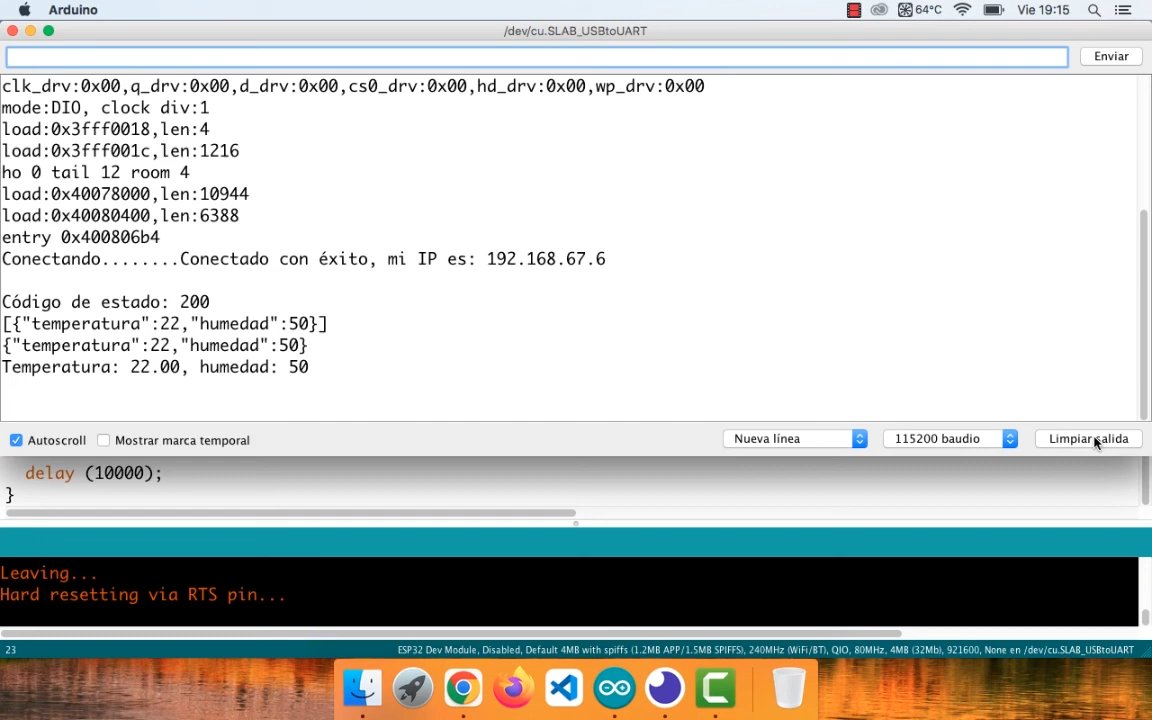 Arduino
64°C
Vie 19:15
/dev/cu.SLAB_USBtoUART
Enviar
clk_drv:0x00,q_drv:0x00,d_drv:0x00,cs0_drv:0x00,hd_drv:0x00,wp_drv:0x00
mode:DIO, clock div:1
load:0x3fff0018,len:4
load:0x3fff001c,len:1216
ho 0 tail 12 room 4
load:0x40078000,len:10944
load:0x40080400,len:6388
entry 0x400806b4
Conectando........Conectado con éxito, mi IP es: 192.168.67.6
Código de estado: 200
[{"temperatura":22,"humedad":50}]
{"temperatura":22,"humedad":50}
Temperatura: 22.00, humedad: 50
Autoscroll
Mostrar marca temporal
Nueva línea
115200 baudio
Limpiar salida
delay (10000);
}
Leaving...
Hard resetting via RTS pin...
23
ESP32 Dev Module, Disabled, Default 4MB with spiffs (1.2MB APP/1.5MB SPIFFS), 240MHz (WiFi/BT), QIO, 80MHz, 4MB (32Mb), 921600, None en /dev/cu.SLAB_USBtoUART